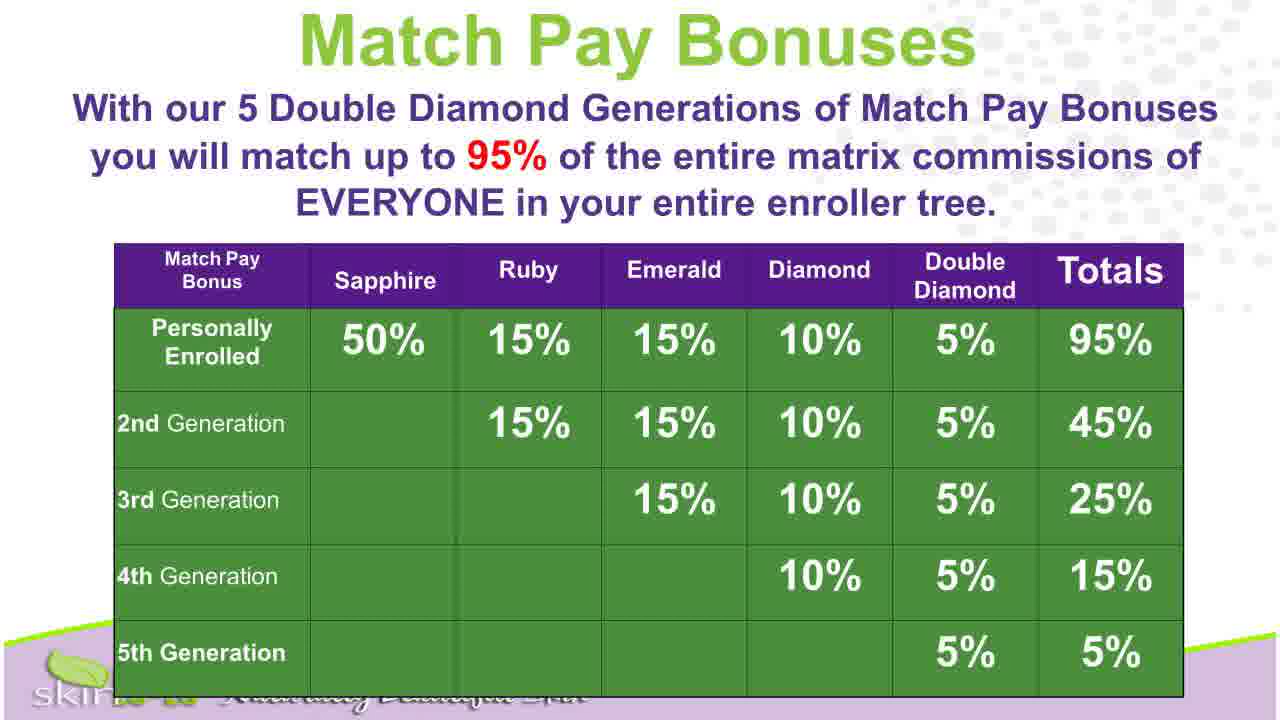 Match Pay Bonuses
With our 5 Double Diamond Generations of Match Pay Bonuses
you will match up to 95% of the entire matrix commissions of
EVERYONE in your entire enroller tree.
Match Pay Bonus Sapphire Ruby Emerald Diamond Double Diamond Totals
Personally Enrolled 50% 15% 15% 10% 5% 95%
2nd Generation 15% 15% 10% 5% 45%
3rd Generation 15% 10% 5% 25%
4th Generation 10% 5% 15%
5th Generation 5% 5%